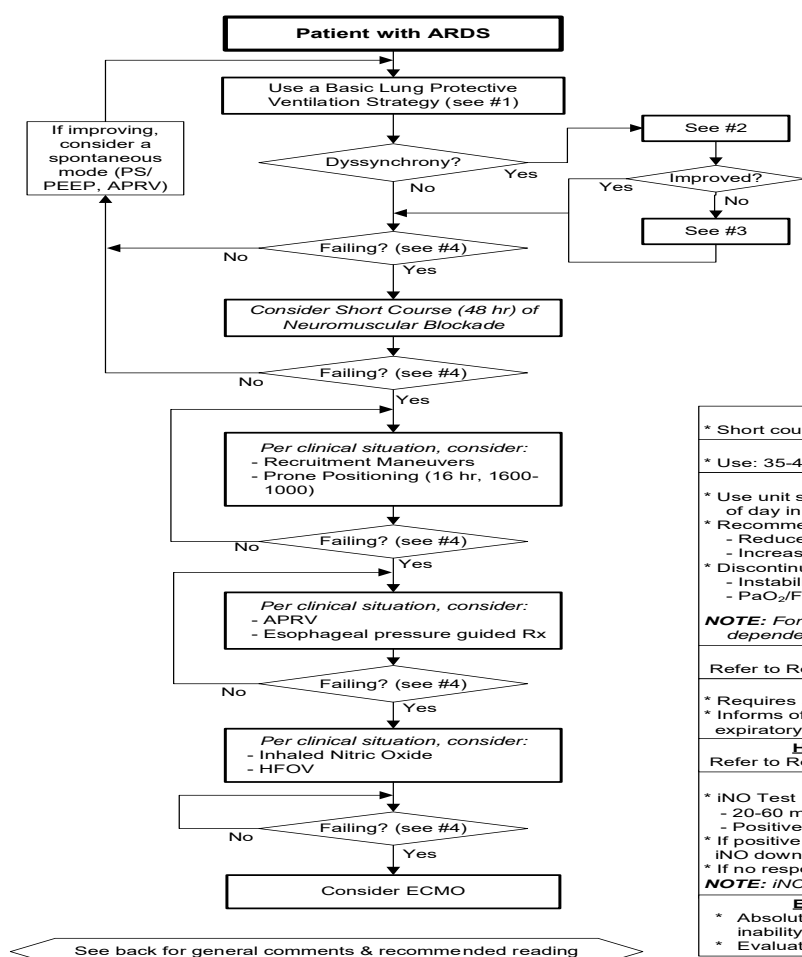 Patient with ARDS
Use a Basic Lung Protective
Ventilation Strategy (see #1)
If improving,
consider a
spontaneous
mode (PS/
PEEP, APRV)
Dyssynchrony?
Yes
No
See #2
Improved?
Yes
No
See #3
Failing? (see #4)
No
Yes
Consider Short Course (48 hr) of
Neuromuscular Blockade
Failing? (see #4)
No
Yes
Per clinical situation, consider:
- Recruitment Maneuvers
- Prone Positioning (16 hr, 1600-
1000)
Failing? (see #4)
No
Yes
Per clinical situation, consider:
- APRV
- Esophageal pressure guided Rx
Failing? (see #4)
No
Yes
Per clinical situation, consider:
- Inhaled Nitric Oxide
- HFOV
Failing? (see #4)
No
Yes
Consider ECMO
See back for general comments & recommended reading
* Short cou
* Use: 35-4
* Use unit s
of day in
* Recomme
- Reduce
- Increas
* Discontinu
- Instabil
- PaO₂/F
NOTE: For
depende
Refer to Re
* Requires
* Informs of
expiratory
H
Refer to Re
* iNO Test
- 20-60 m
- Positive
* If positive
iNO down
* If no respo
NOTE: iNO
E
* Absolut
inability
* Evaluat